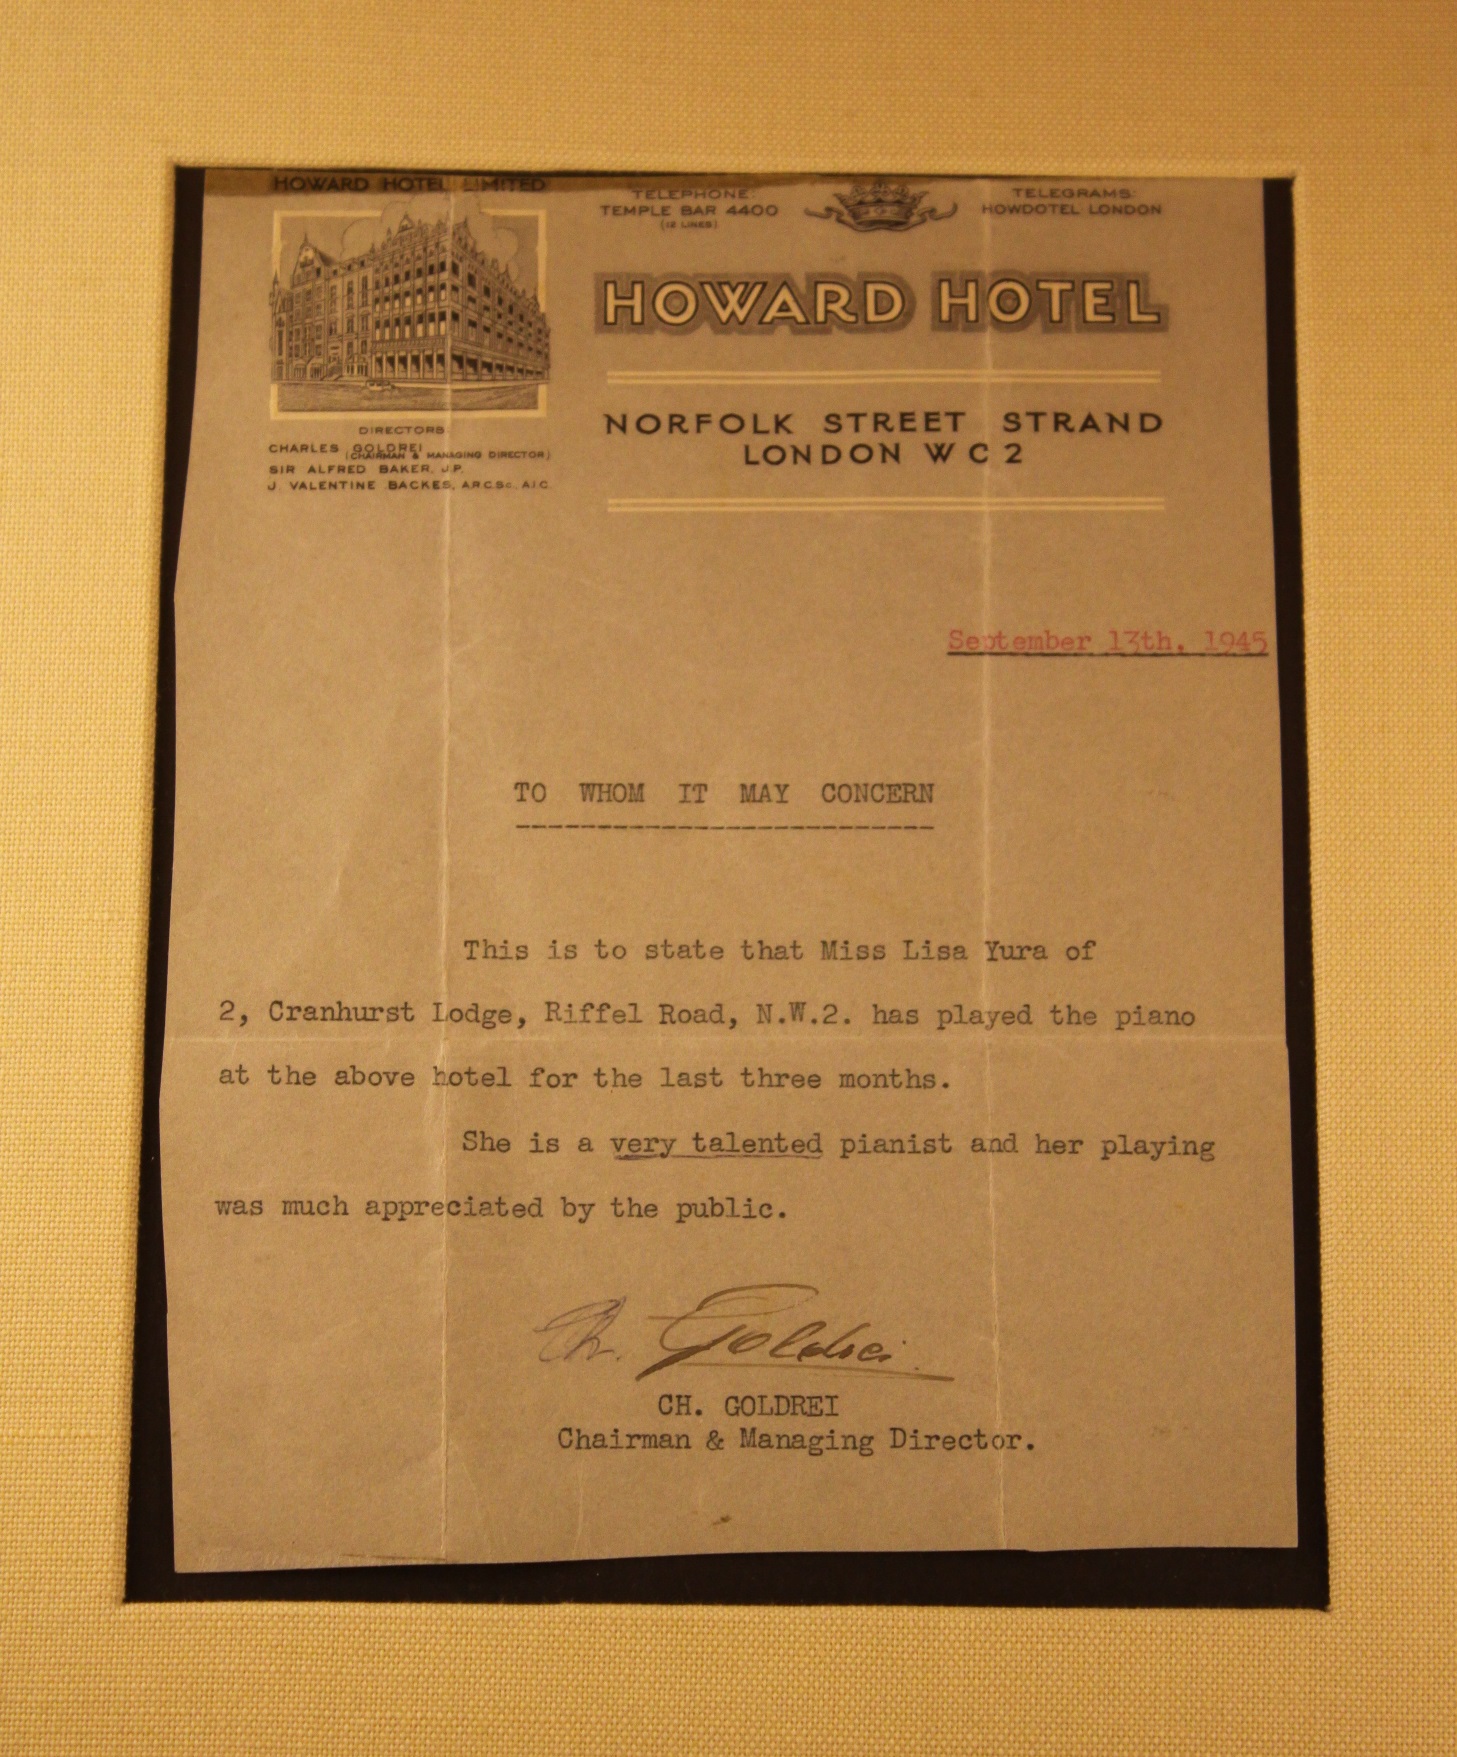 HOWARD HOTEL LIMITED
TELEPHONE:
TEMPLE BAR 4400
(12 LINES)
TELEGRAMS:
HOWDOTEL LONDON
HOWARD HOTEL
NORFOLK STREET STRAND
LONDON W C 2
DIRECTORS
CHARLES GOLDREI
(CHAIRMAN & MANAGING DIRECTOR)
SIR ALFRED BAKER, J.P.
J. VALENTINE BACKES, A.R.C.Sc. A.I.C.
September 13th, 1945
TO WHOM IT MAY CONCERN
This is to state that Miss Lisa Yura of
2, Cranhurst Lodge, Riffel Road, N.W.2. has played the piano
at the above hotel for the last three months.
She is a very talented pianist and her playing
was much appreciated by the public.
Ch. Goldrei.
CH. GOLDREI
Chairman & Managing Director.